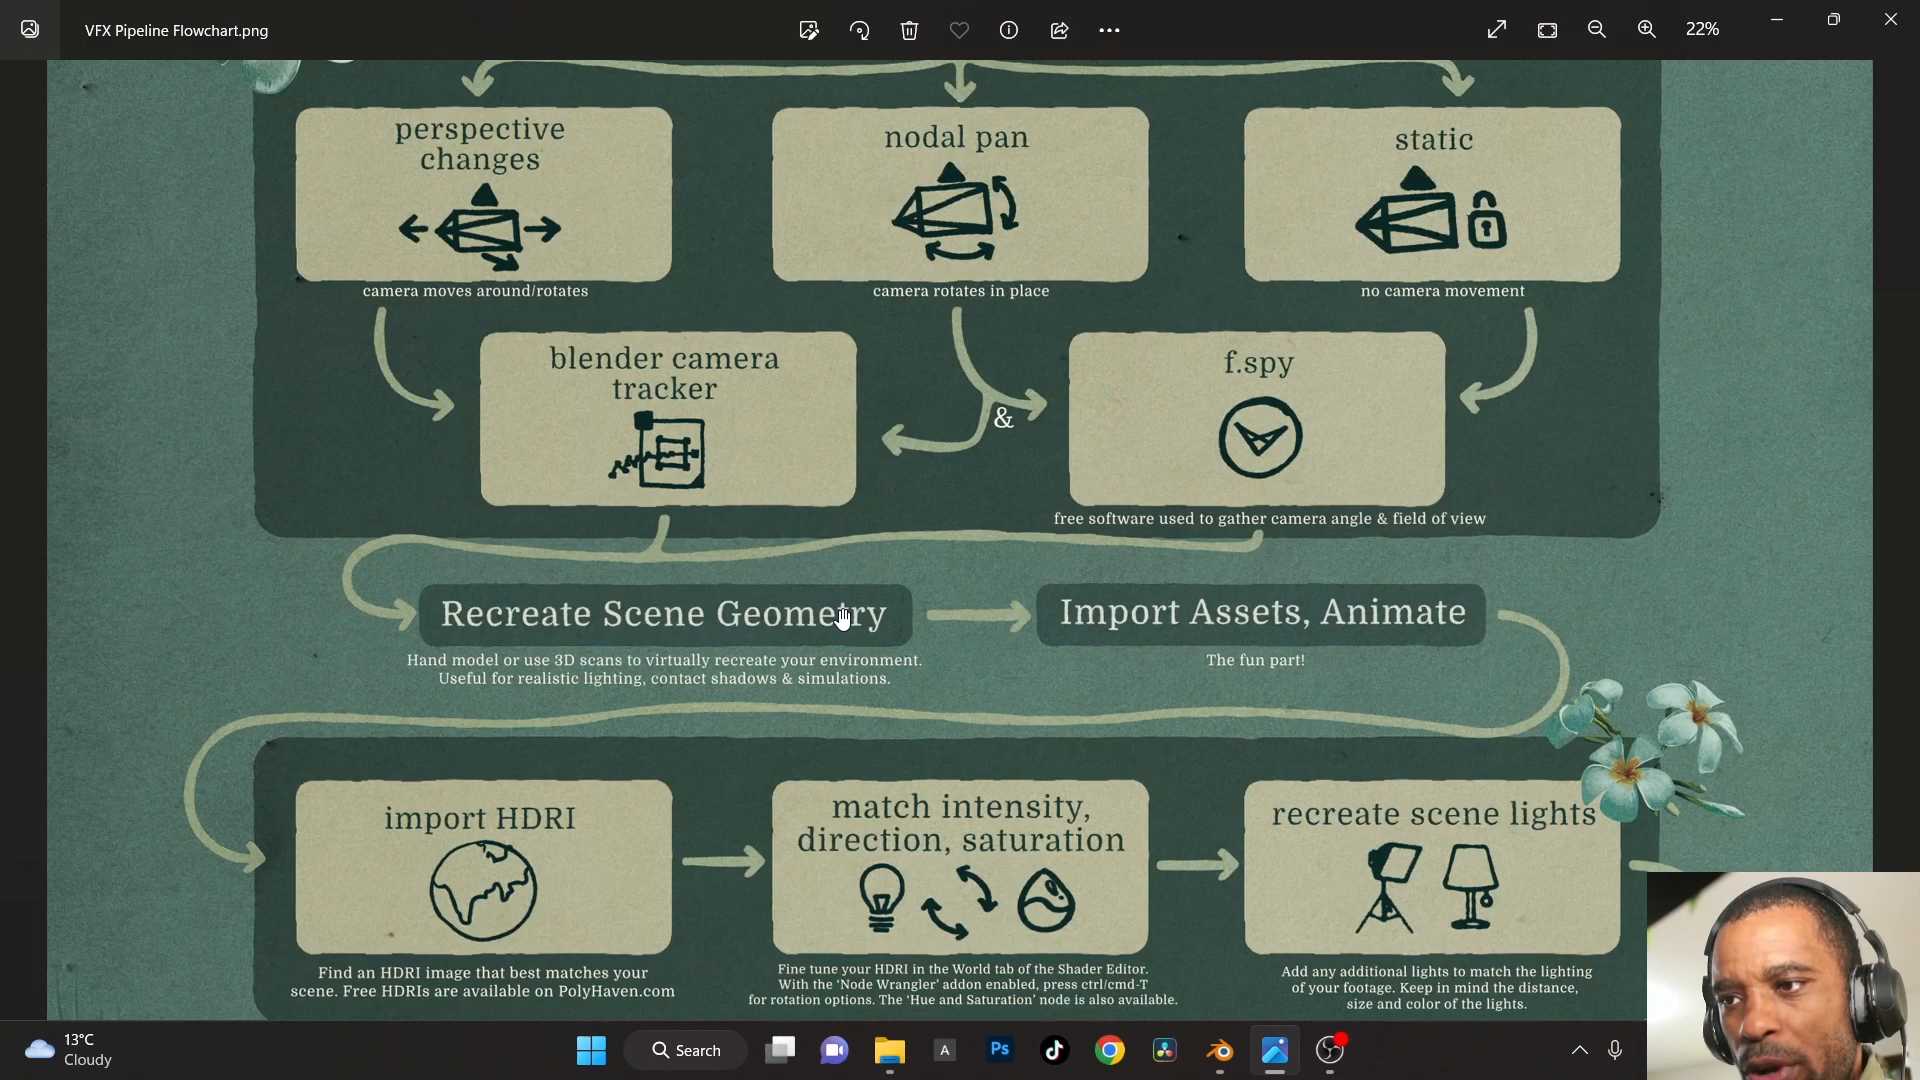 VFX Pipeline Flowchart.png
22%
perspective
changes
nodal pan
static
camera moves around/rotates
camera rotates in place
no camera movement
blender camera
tracker
&
f.spy
free software used to gather camera angle & field of view
Recreate Scene Geometry
Import Assets, Animate
Hand model or use 3D scans to virtually recreate your environment.
Useful for realistic lighting, contact shadows & simulations.
The fun part!
import HDRI
match intensity,
direction, saturation
recreate scene lights
Find an HDRI image that best matches your
scene. Free HDRIs are available on PolyHaven.com
Fine tune your HDRI in the World tab of the Shader Editor.
With the 'Node Wrangler' addon enabled, press ctrl/cmd-T
for rotation options. The 'Hue and Saturation' node is also available.
Add any additional lights to match the lighting
of your footage. Keep in mind the distance,
size and color of the lights.
13°C
Cloudy
Search
A
Ps